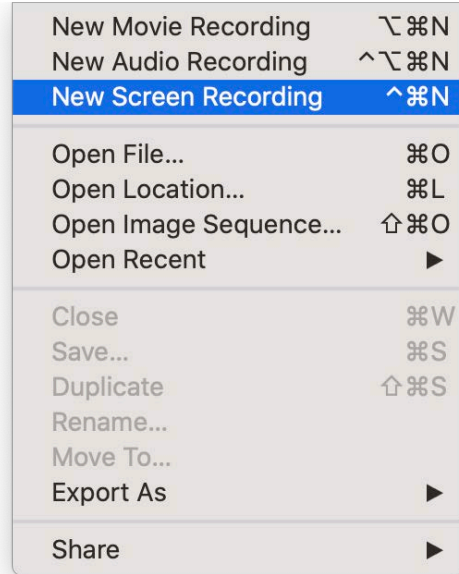 New Movie Recording ⌥⌘N
New Audio Recording ^⌥⌘N
New Screen Recording ^⌘N
Open File... ⌘O
Open Location... ⌘L
Open Image Sequence... ⇧⌘O
Open Recent ▶
Close ⌘W
Save... ⌘S
Duplicate ⇧⌘S
Rename...
Move To...
Export As ▶
Share ▶